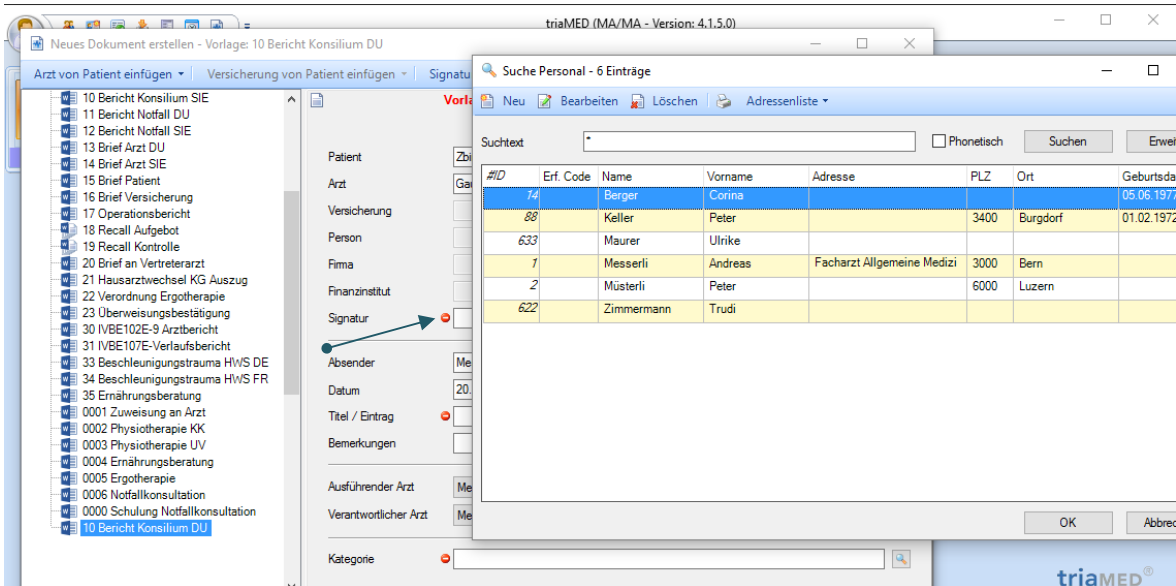 triaMED (MA/MA - Version: 4.1.5.0)
Neues Dokument erstellen - Vorlage: 10 Bericht Konsilium DU
Arzt von Patient einfügen Versicherung von Patient einfügen Signatu
10 Bericht Konsilium SIE
11 Bericht Notfall DU
12 Bericht Notfall SIE
13 Brief Arzt DU
14 Brief Arzt SIE
15 Brief Patient
16 Brief Versicherung
17 Operationsbericht
18 Recall Aufgebot
19 Recall Kontrolle
20 Brief an Vertreterarzt
21 Hausarztwechsel KG Auszug
22 Verordnung Ergotherapie
23 Überweisungsbestätigung
30 IVBE102E-9 Arztbericht
31 IVBE107E-Verlaufsbericht
33 Beschleunigungstrauma HWS DE
34 Beschleunigungstrauma HWS FR
35 Ernährungsberatung
0001 Zuweisung an Arzt
0002 Physiotherapie KK
0003 Physiotherapie UV
0004 Ernährungsberatung
0005 Ergotherapie
0006 Notfallkonsultation
0000 Schulung Notfallkonsultation
10 Bericht Konsilium DU
Vorla
Patient Zbi
Arzt Gau
Versicherung
Person
Firma
Finanzinstitut
Signatur
Absender Me
Datum 20.
Titel / Eintrag
Bemerkungen
Ausführender Arzt Me
Verantwortlicher Arzt Me
Kategorie
Suche Personal - 6 Einträge
Neu Bearbeiten Löschen Adressenliste
Suchtext * Phonetisch Suchen Erwei
#ID Erf. Code Name Vorname Adresse PLZ Ort Geburtsda
14 Berger Corina 05.06.1977
88 Keller Peter 3400 Burgdorf 01.02.1972
633 Maurer Ulrike
1 Messerli Andreas Facharzt Allgemeine Medizi 3000 Bern
2 Müsterli Peter 6000 Luzern
622 Zimmermann Trudi
OK Abbrec
triaMED®